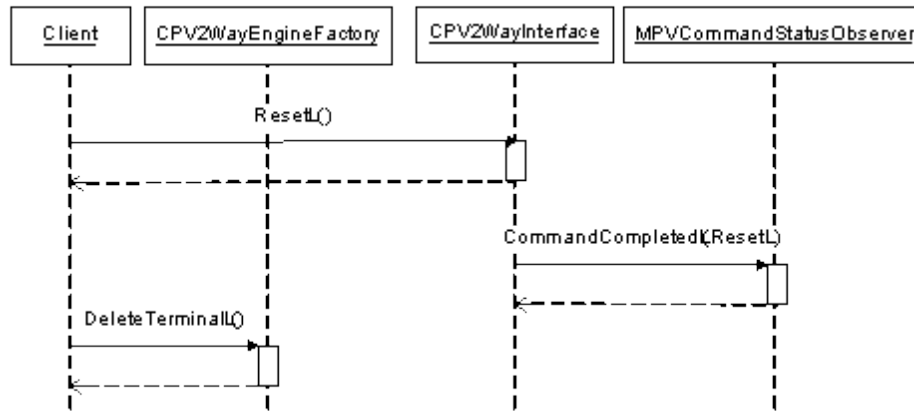 Client
CPV2WayEngineFactory
CPV2WayInterface
MPVCommandStatusObserver
ResetL()
CommandCompletedL(ResetL)
DeleteTerminalL()